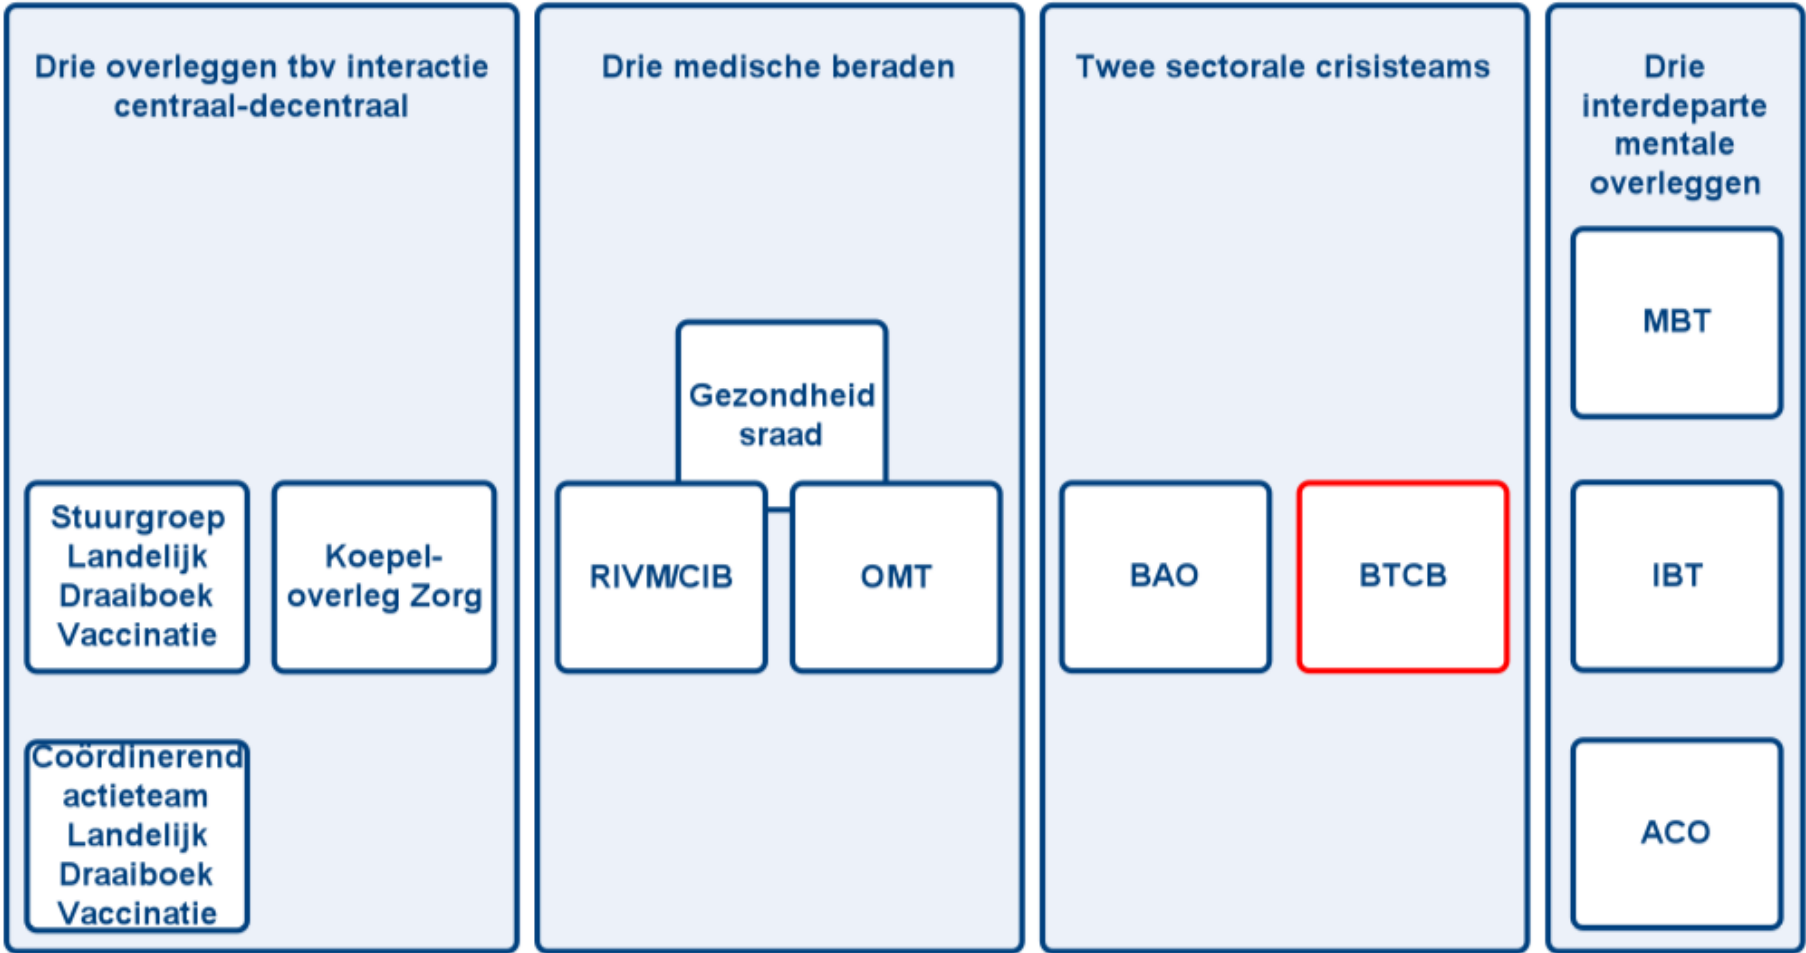 Drie overleggen tbv interactie
centraal-decentraal
Stuurgroep
Landelijk
Draaiboek
Vaccinatie
Koepel-
overleg Zorg
Coördinerend
actieteam
Landelijk
Draaiboek
Vaccinatie
Drie medische beraden
Gezondheid
sraad
RIVM/CIB
OMT
Twee sectorale crisisteams
BAO
BTCB
Drie
interdeparte
mentale
overleggen
MBT
IBT
ACO